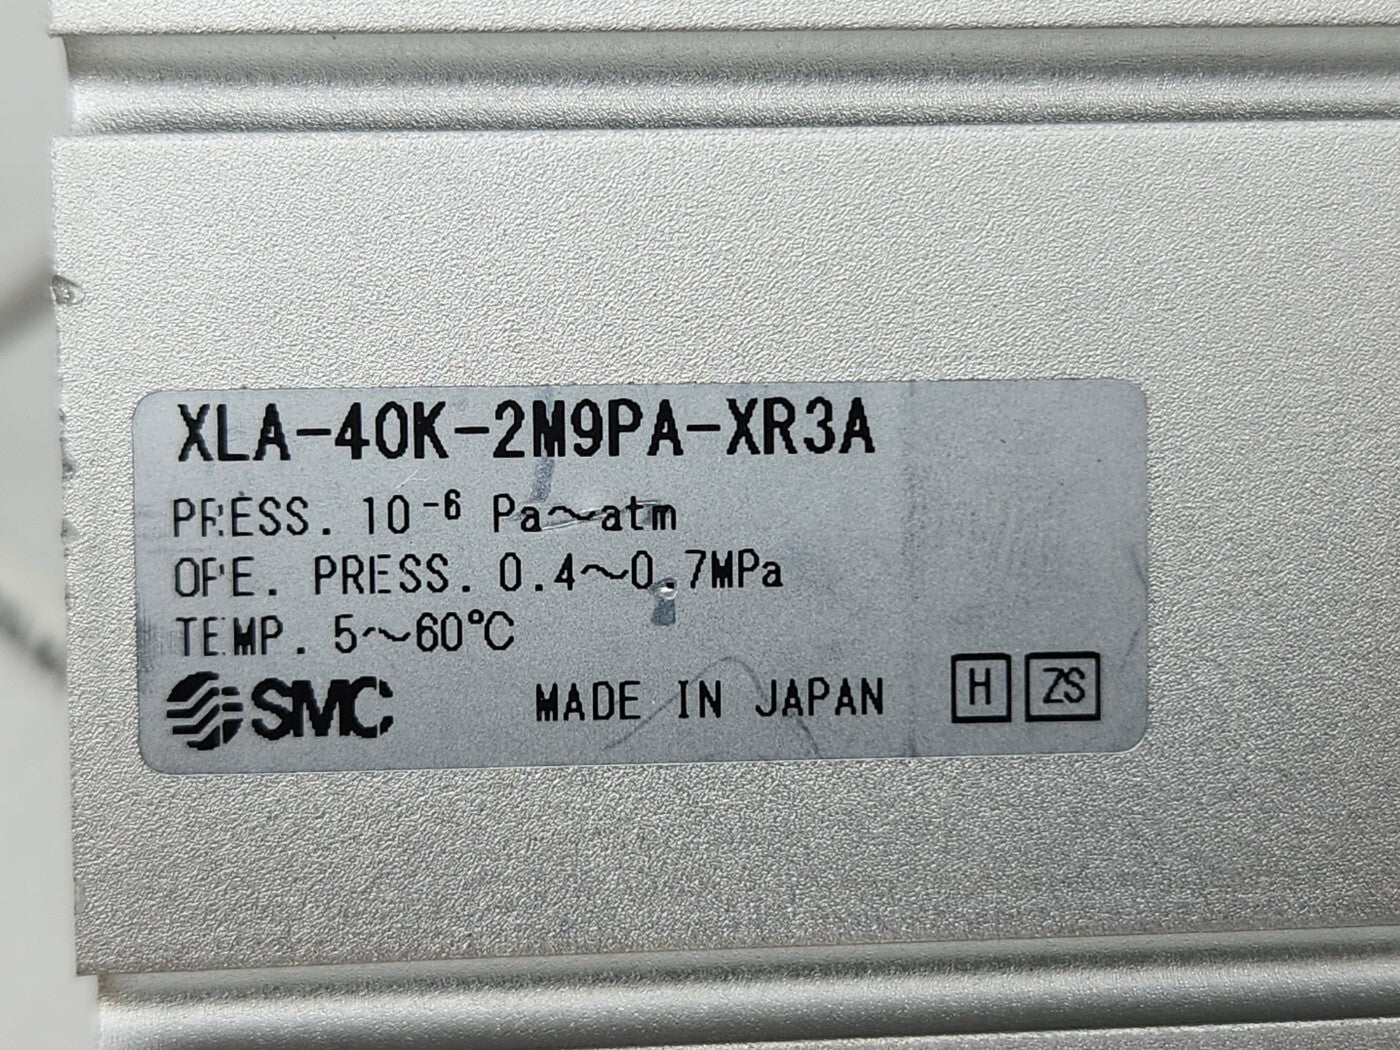 XLA-40K-2M9PA-XR3A
PRESS. 10⁻⁶ Pa～atm
OPE. PRESS. 0.4～0.7MPa
TEMP. 5～60℃
SMC MADE IN JAPAN H ZS